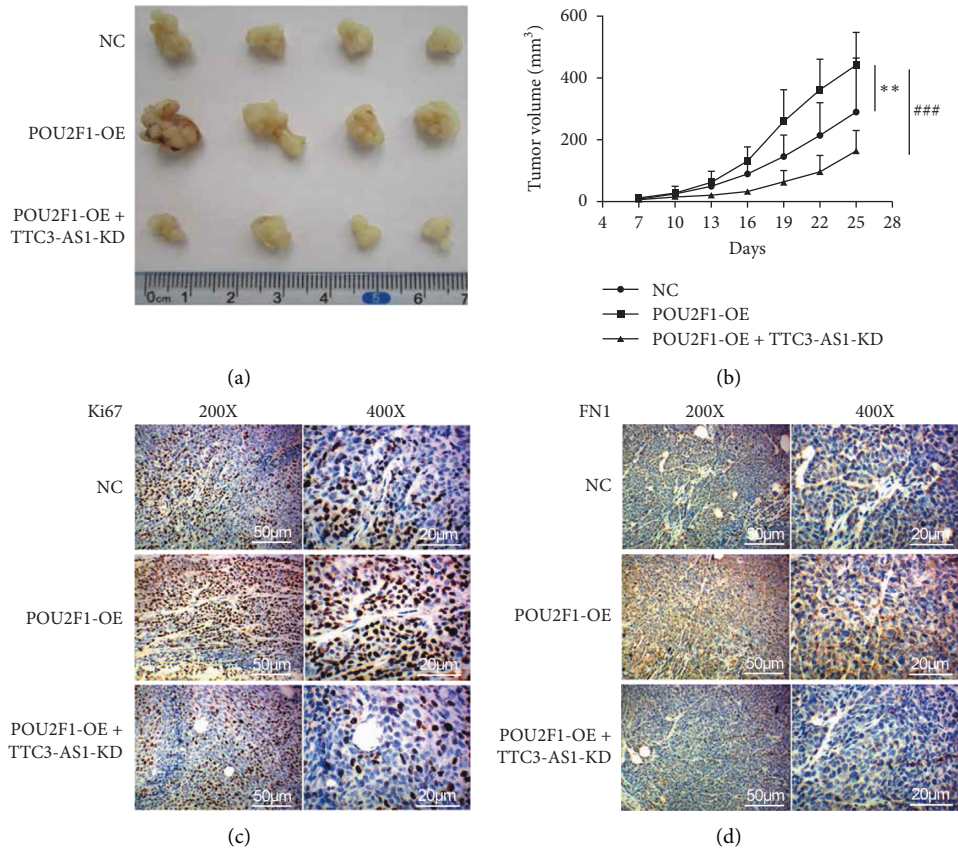 NC
POU2F1-OE
POU2F1-OE +
TTC3-AS1-KD
0cm 1 2 3 4 5 6 7
(a)
Tumor volume (mm³)
600
400
200
0
4 7 10 13 16 19 22 25 28
Days
**
###
NC
POU2F1-OE
POU2F1-OE + TTC3-AS1-KD
(b)
Ki67 200X 400X
NC
50μm 20μm
POU2F1-OE
50μm 20μm
POU2F1-OE +
TTC3-AS1-KD
50μm 20μm
(c)
FN1 200X 400X
NC
50μm 20μm
POU2F1-OE
50μm 20μm
POU2F1-OE +
TTC3-AS1-KD
50μm 20μm
(d)